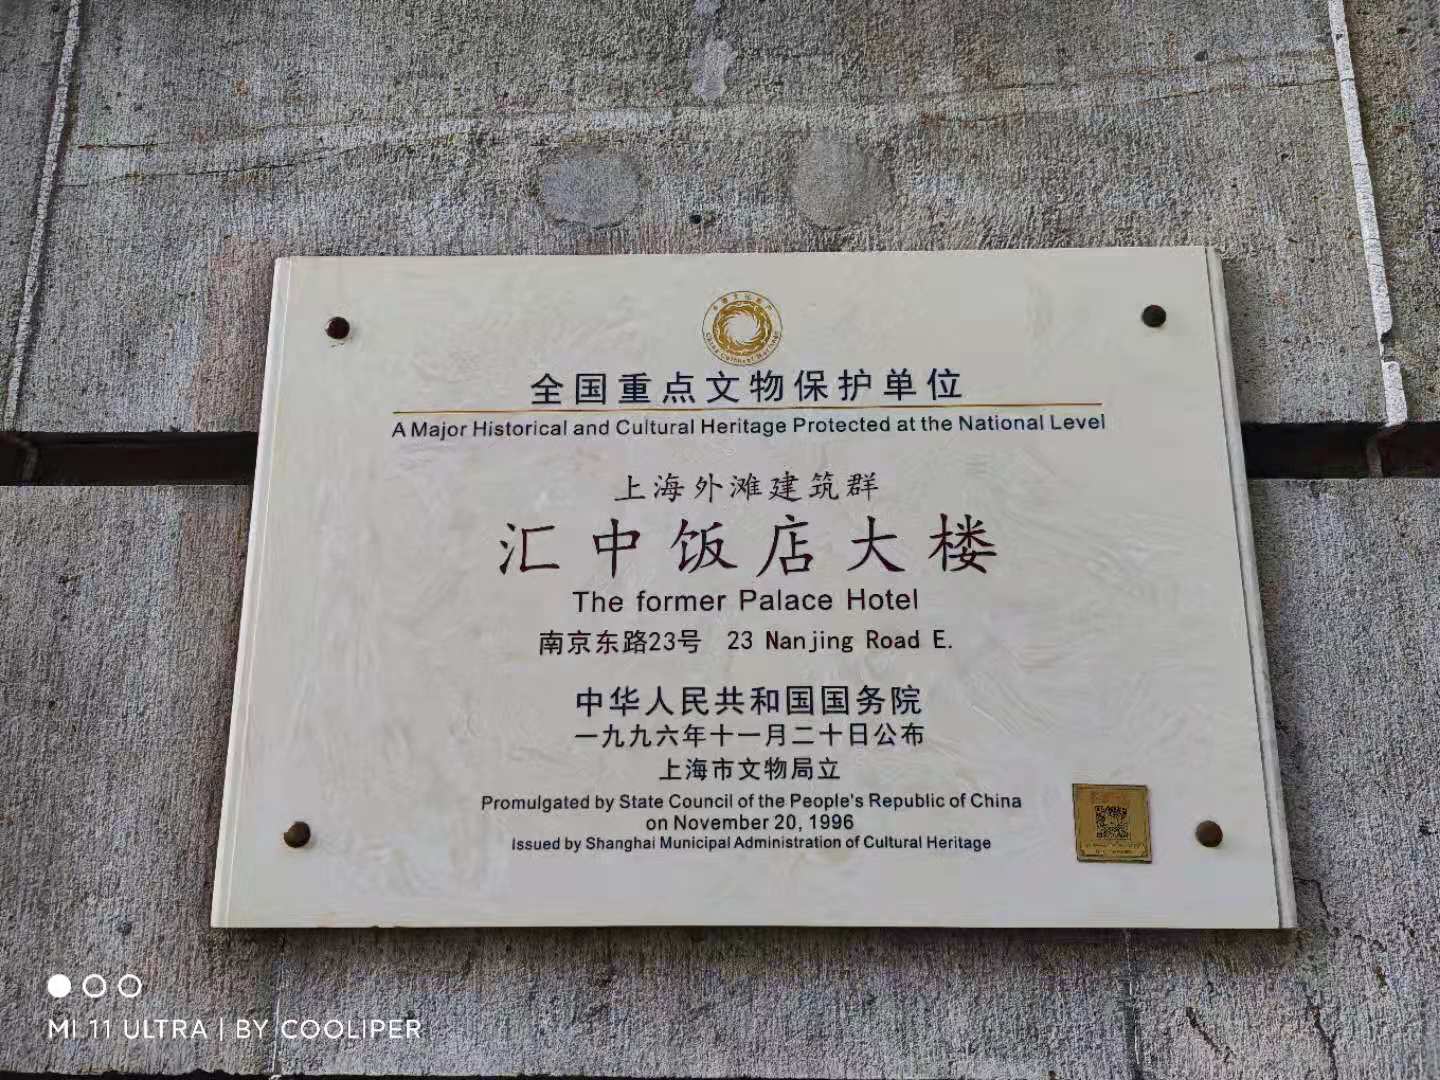 全国重点文物保护单位
A Major Historical and Cultural Heritage Protected at the National Level
上海外滩建筑群
汇中饭店大楼
The former Palace Hotel
南京东路23号 23 Nanjing Road E.
中华人民共和国国务院
一九九六年十一月二十日公布
上海市文物局立
Promulgated by State Council of the People's Republic of China
on November 20, 1996
Issued by Shanghai Municipal Administration of Cultural Heritage
MI 11 ULTRA | BY COOLIPER